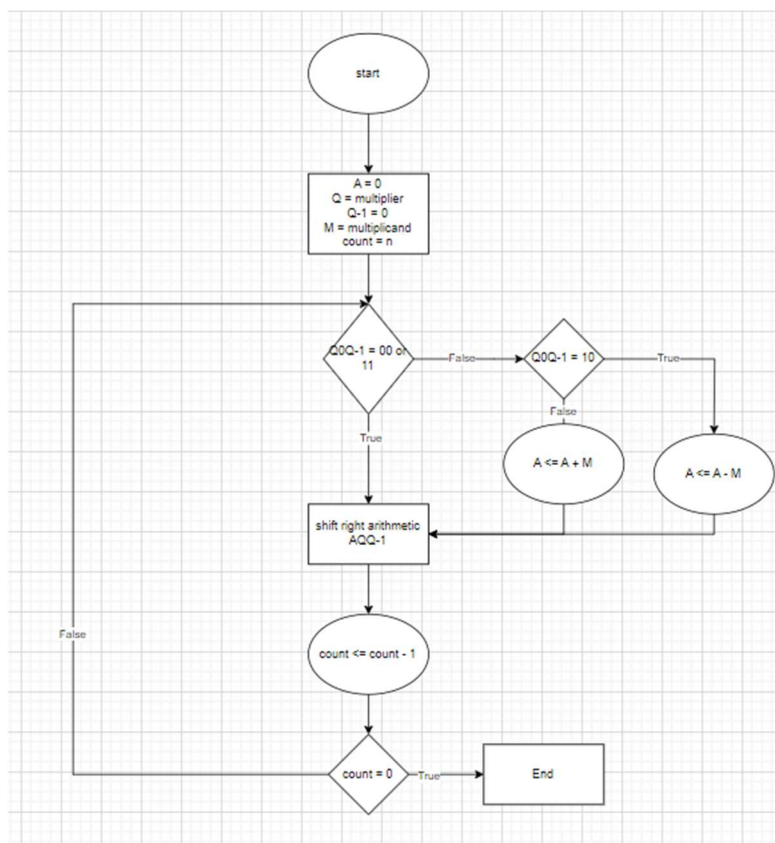 start
A = 0
Q = multiplier
Q-1 = 0
M = multiplicand
count = n
Q0Q-1 = 00 or
11
False
Q0Q-1 = 10
True
True
False
A <= A + M
A <= A - M
shift right arithmetic
AQQ-1
False
count <= count - 1
count = 0
True
End